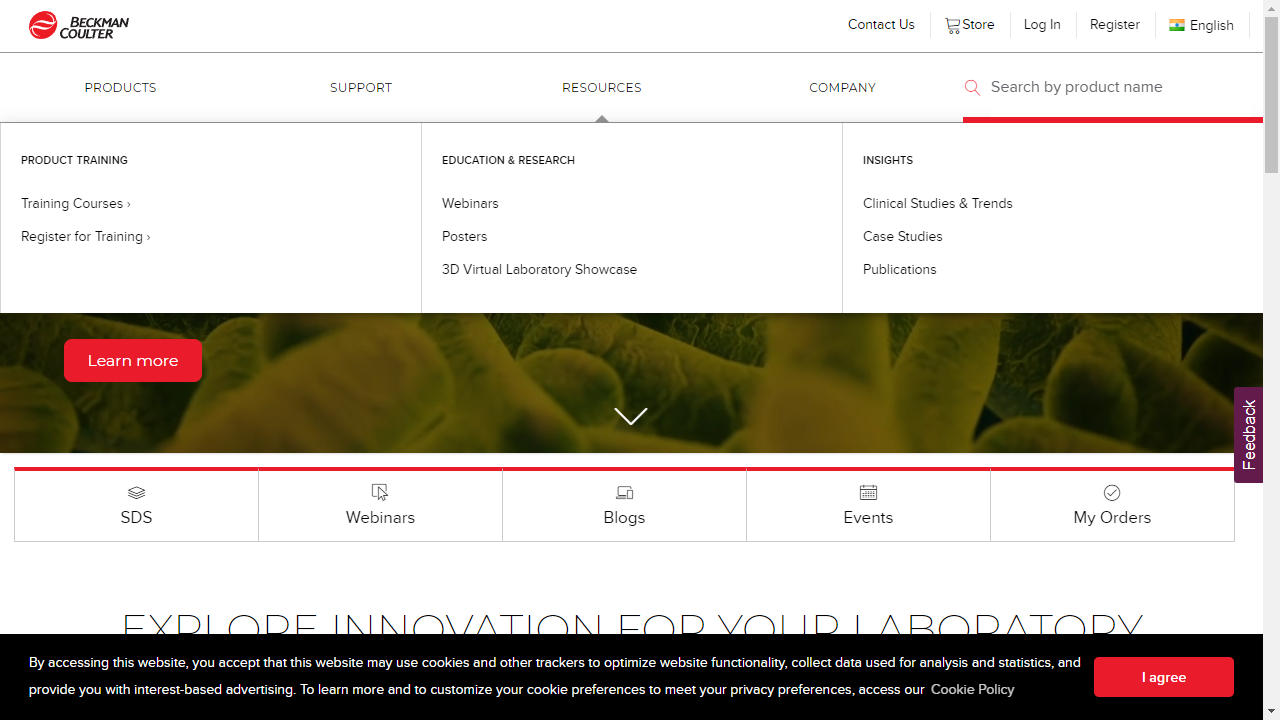 BECKMAN
COULTER
Contact Us
Store
Log In
Register
English
PRODUCTS
SUPPORT
RESOURCES
COMPANY
Search by product name
PRODUCT TRAINING
Training Courses ›
Register for Training ›
EDUCATION & RESEARCH
Webinars
Posters
3D Virtual Laboratory Showcase
INSIGHTS
Clinical Studies & Trends
Case Studies
Publications
Learn more
Feedback
SDS
Webinars
Blogs
Events
My Orders
EXPLORE INNOVATION FOR YOUR LABORATORY
By accessing this website, you accept that this website may use cookies and other trackers to optimize website functionality, collect data used for analysis and statistics, and
provide you with interest-based advertising. To learn more and to customize your cookie preferences to meet your privacy preferences, access our Cookie Policy
I agree